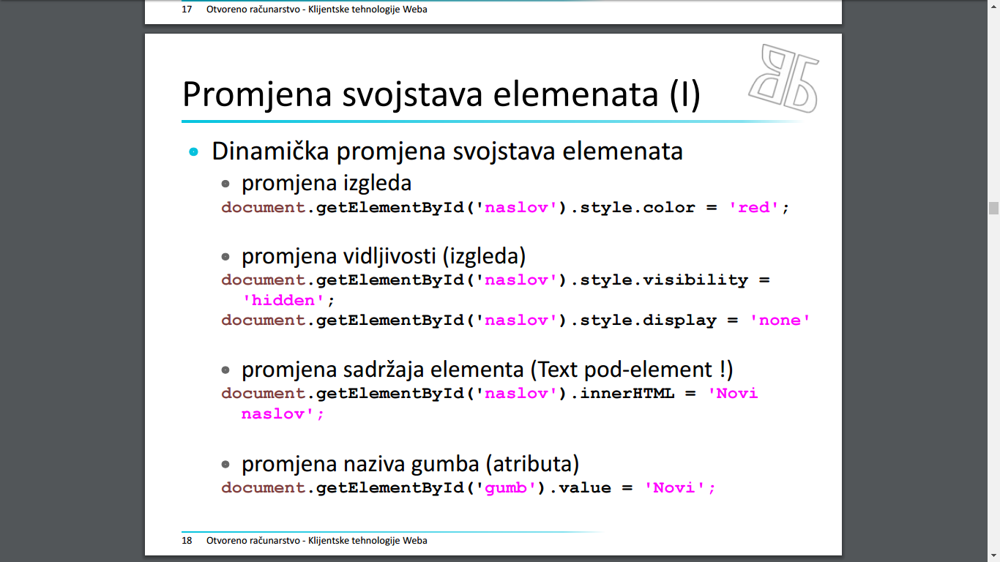 17 Otvoreno računarstvo - Klijentske tehnologije Weba
Promjena svojstava elemenata (I)
Dinamička promjena svojstava elemenata
promjena izgleda
document.getElementById('naslov').style.color = 'red';
promjena vidljivosti (izgleda)
document.getElementById('naslov').style.visibility =
'hidden';
document.getElementById('naslov').style.display = 'none'
promjena sadržaja elementa (Text pod-element !)
document.getElementById('naslov').innerHTML = 'Novi
naslov';
promjena naziva gumba (atributa)
document.getElementById('gumb').value = 'Novi';
18 Otvoreno računarstvo - Klijentske tehnologije Weba